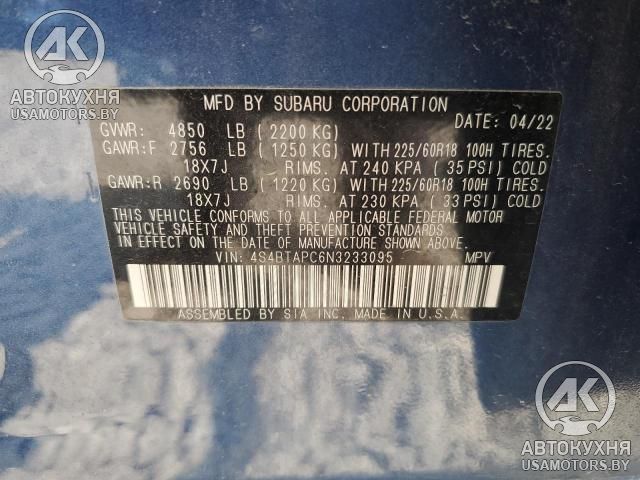 AK
АВТОКУХНЯ
USAMOTORS.BY
MFD BY SUBARU CORPORATION
DATE: 04/22
GVWR: 4850 LB (2200 KG)
GAWR:F 2756 LB (1250 KG) WITH 225/60R18 100H TIRES.
18X7J RIMS. AT 240 KPA (35 PSI) COLD
GAWR:R 2690 LB (1220 KG) WITH 225/60R18 100H TIRES.
18X7J RIMS. AT 230 KPA (33 PSI) COLD
THIS VEHICLE CONFORMS TO ALL APPLICABLE FEDERAL MOTOR
VEHICLE SAFETY AND THEFT PREVENTION STANDARDS
IN EFFECT ON THE DATE OF MANUFACTURE SHOWN ABOVE.
VIN: 4S4BTAPC6N3233095 MPV
ASSEMBLED BY SIA INC. MADE IN U.S.A.
AK
АВТОКУХНЯ
USAMOTORS.BY